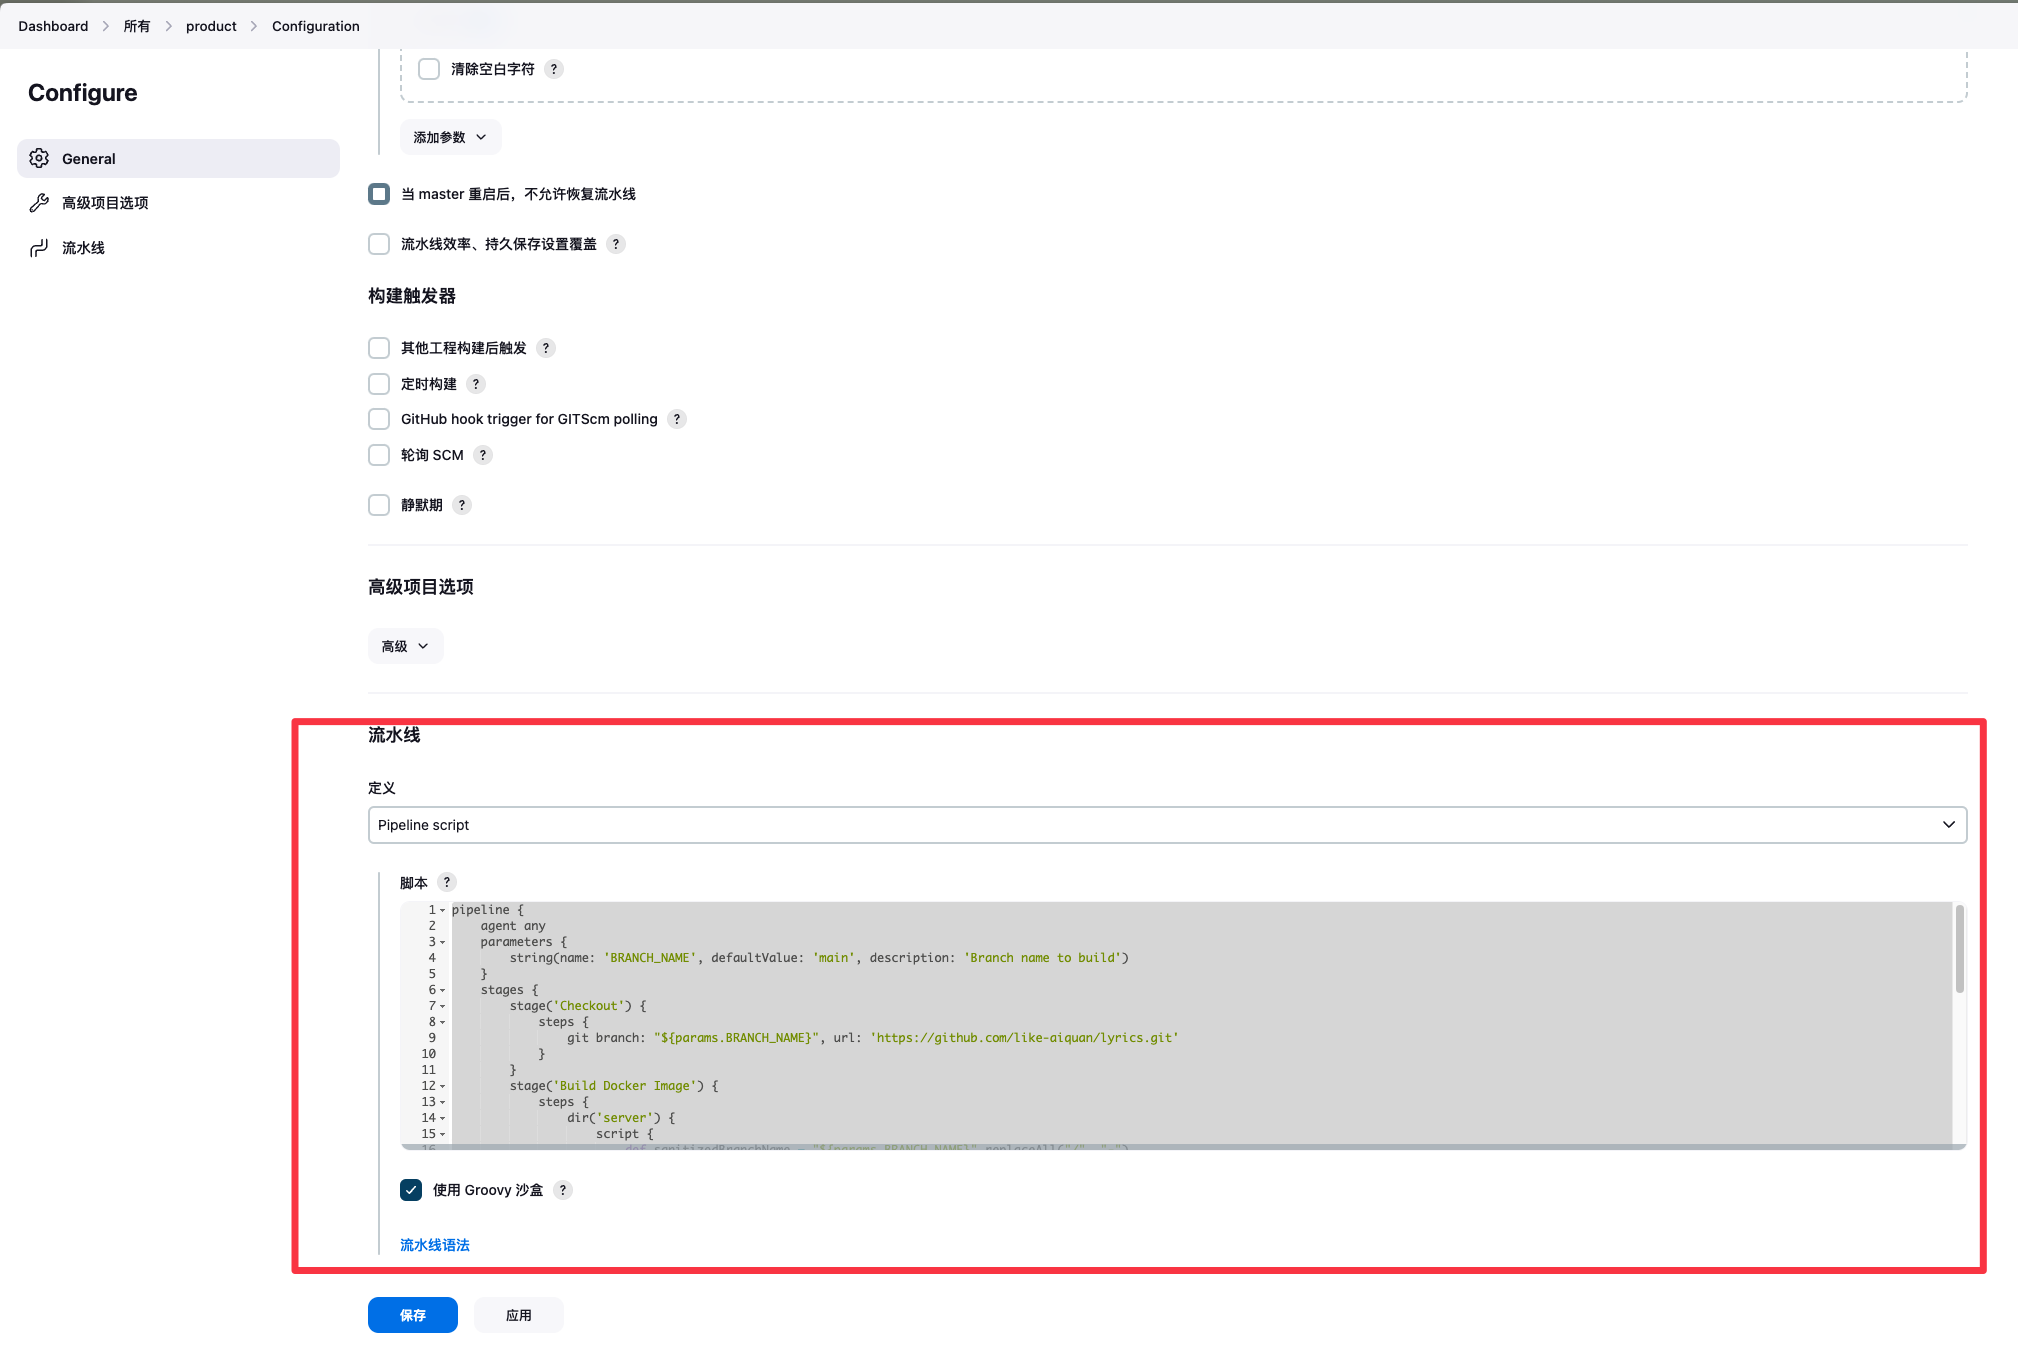 Dashboard > 所有 > product > Configuration
Configure
General
高级项目选项
流水线
清除空白字符 ?
添加参数
当 master 重启后，不允许恢复流水线
流水线效率、持久保存设置覆盖 ?
构建触发器
其他工程构建后触发 ?
定时构建 ?
GitHub hook trigger for GITScm polling ?
轮询 SCM ?
静默期 ?
高级项目选项
高级
流水线
定义
Pipeline script
脚本 ?
1 pipeline {
2 agent any
3 parameters {
4 string(name: 'BRANCH_NAME', defaultValue: 'main', description: 'Branch name to build')
5 }
6 stages {
7 stage('Checkout') {
8 steps {
9 git branch: "${params.BRANCH_NAME}", url: 'https://github.com/like-aiquan/lyrics.git'
10 }
11 }
12 stage('Build Docker Image') {
13 steps {
14 dir('server') {
15 script {
16 def sanitizedBranchName = "${params.BRANCH_NAME}".replaceAll("/", "-")
使用 Groovy 沙盒 ?
流水线语法
保存
应用